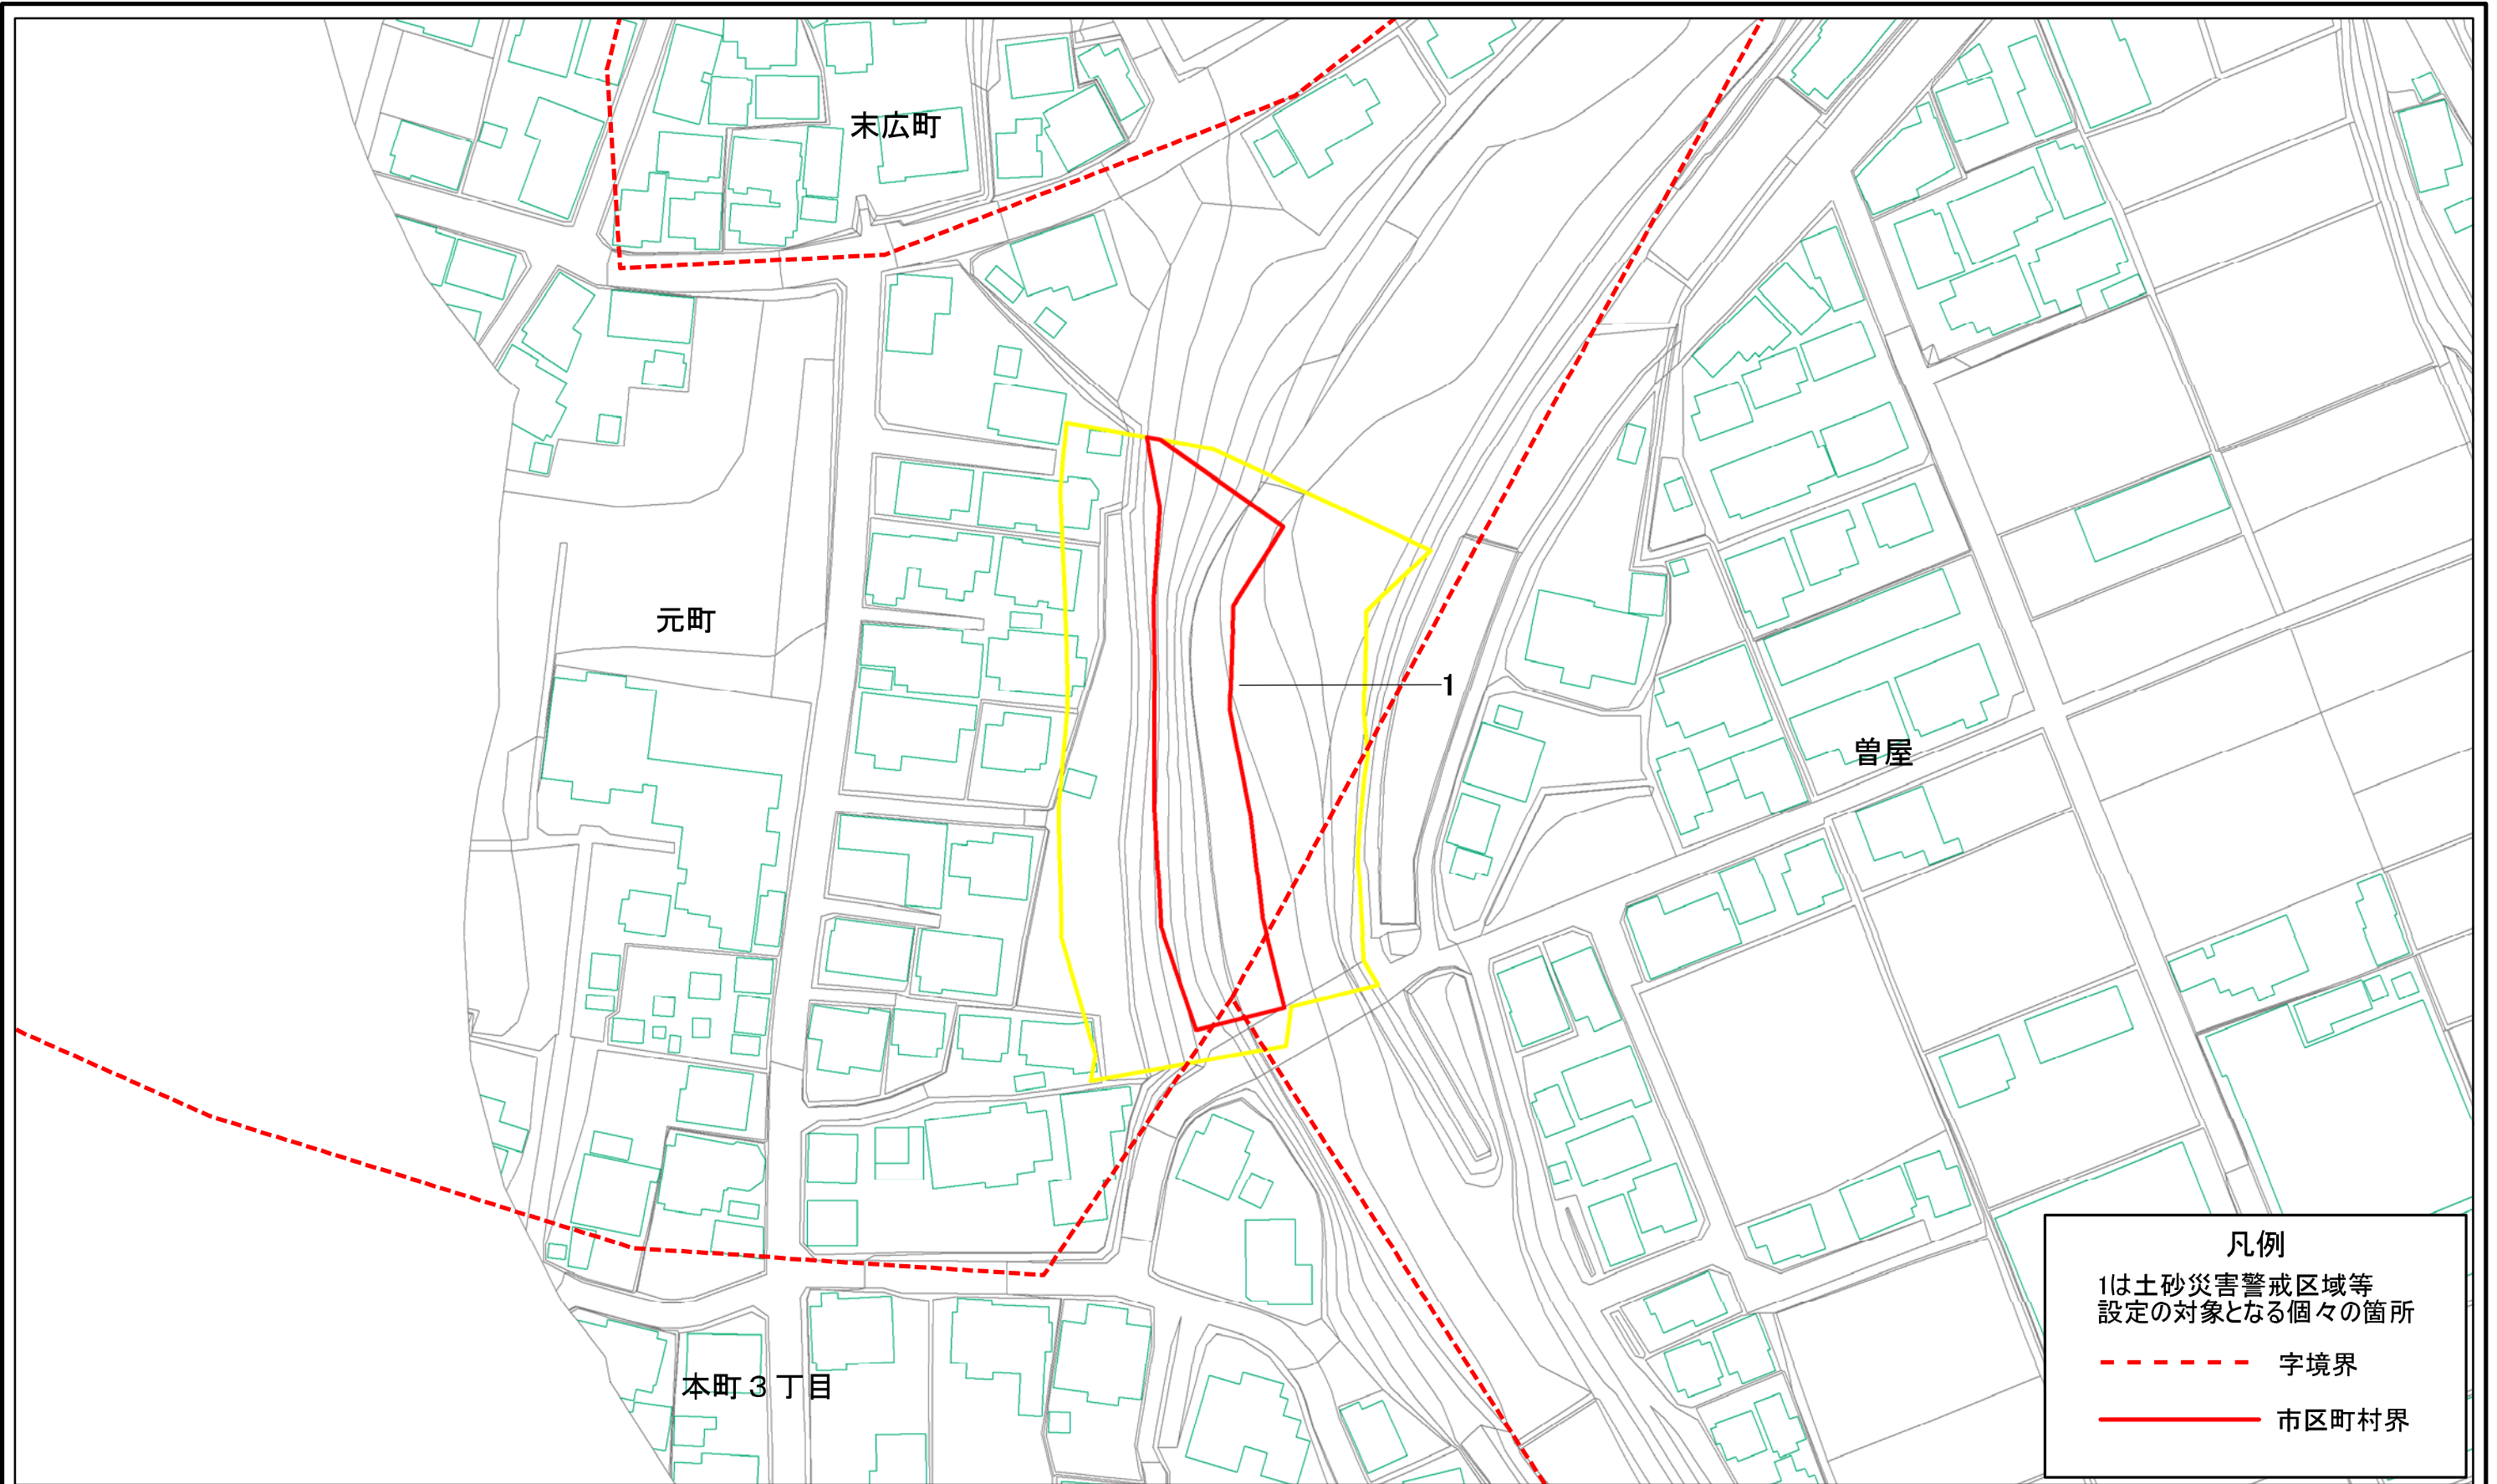 末広町
元町
1
曽屋
本町３丁目
凡例
1は土砂災害警戒区域等
設定の対象となる個々の箇所
字境界
市区町村界